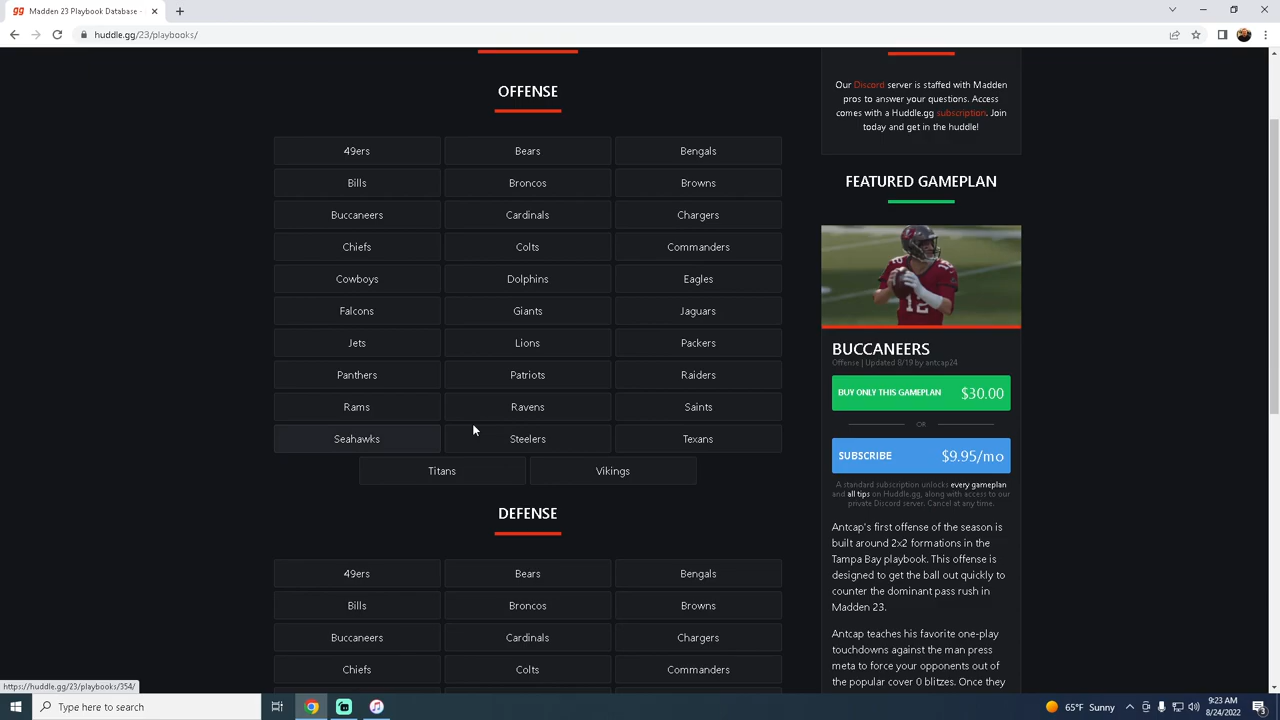 gg Madden 23 Playbook Database -
huddle.gg/23/playbooks/
OFFENSE
49ers Bears Bengals
Bills Broncos Browns
Buccaneers Cardinals Chargers
Chiefs Colts Commanders
Cowboys Dolphins Eagles
Falcons Giants Jaguars
Jets Lions Packers
Panthers Patriots Raiders
Rams Ravens Saints
Seahawks Steelers Texans
Titans Vikings
DEFENSE
49ers Bears Bengals
Bills Broncos Browns
Buccaneers Cardinals Chargers
Chiefs Colts Commanders
Our Discord server is staffed with Madden
pros to answer your questions. Access
comes with a Huddle.gg subscription. Join
today and get in the huddle!
FEATURED GAMEPLAN
12
BUCCANEERS
Offense | Updated 8/19 by antcap24
BUY ONLY THIS GAMEPLAN $30.00
OR
SUBSCRIBE $9.95/mo
A standard subscription unlocks every gameplan
and all tips on Huddle.gg, along with access to our
private Discord server. Cancel at any time.
Antcap's first offense of the season is
built around 2x2 formations in the
Tampa Bay playbook. This offense is
designed to get the ball out quickly to
counter the dominant pass rush in
Madden 23.
Antcap teaches his favorite one-play
touchdowns against the man press
meta to force your opponents out of
the popular cover 0 blitzes. Once they
https://huddle.gg/23/playbooks/354/
Type here to search
65°F Sunny
9:23 AM
8/24/2022
3